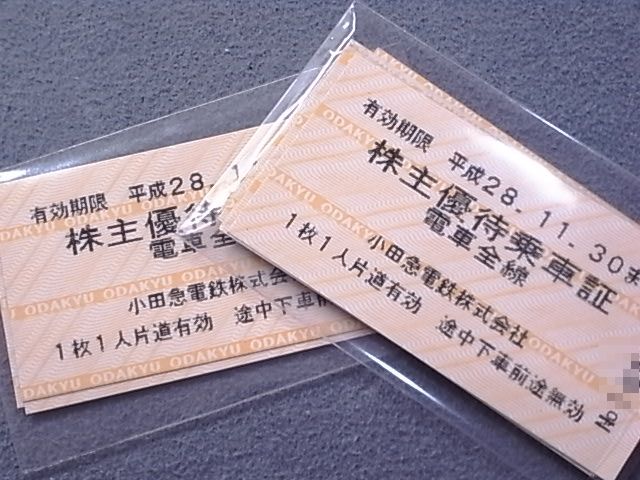 有効期限 平成28.
株主優
電車全
小田急電鉄株式会社
1枚1人片道有効 途中下車前
ODAKYU ODAKYU ODAKYU ODAKYU
有効期限 平成28.11.30
株主優待乗車証
電車全線
小田急電鉄株式会社
1枚1人片道有効 途中下車前途無効